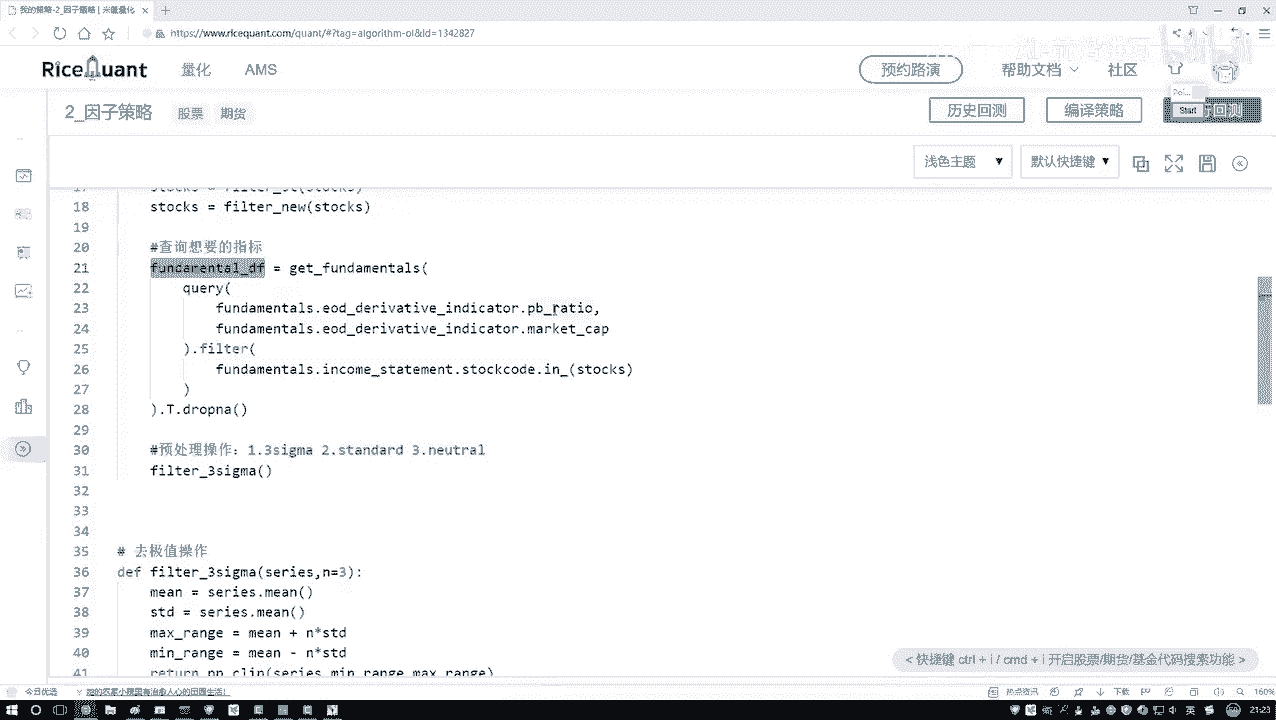 我的策略-2_因子策略 | 米筐量化
https://www.ricequant.com/quant/#?tag=algorithm-ol&id=1342827
RiceQuant 量化 AMS 预约路演 帮助文档 社区
2_因子策略 股票 期货 历史回测 编译策略
Start 回测
浅色主题 默认快捷键
17 stocks = filter_st(stocks)
18 stocks = filter_new(stocks)
19
20 #查询想要的指标
21 fundamental_df = get_fundamentals(
22 query(
23 fundamentals.eod_derivative_indicator.pb_ratio,
24 fundamentals.eod_derivative_indicator.market_cap
25 ).filter(
26 fundamentals.income_statement.stockcode.in_(stocks)
27 )
28 ).T.dropna()
29
30 #预处理操作: 1.3sigma 2.standard 3.neutral
31 filter_3sigma()
32
33
34
35 # 去极值操作
36 def filter_3sigma(series,n=3):
37 mean = series.mean()
38 std = series.mean()
39 max_range = mean + n*std
40 min_range = mean - n*std
41 return np.clip(series,min_range,max_range)
<快捷键 ctrl + i / cmd + i 开启股票/期货/基金代码搜索功能 >
今日优选
热点资讯 下载 160%
21:23